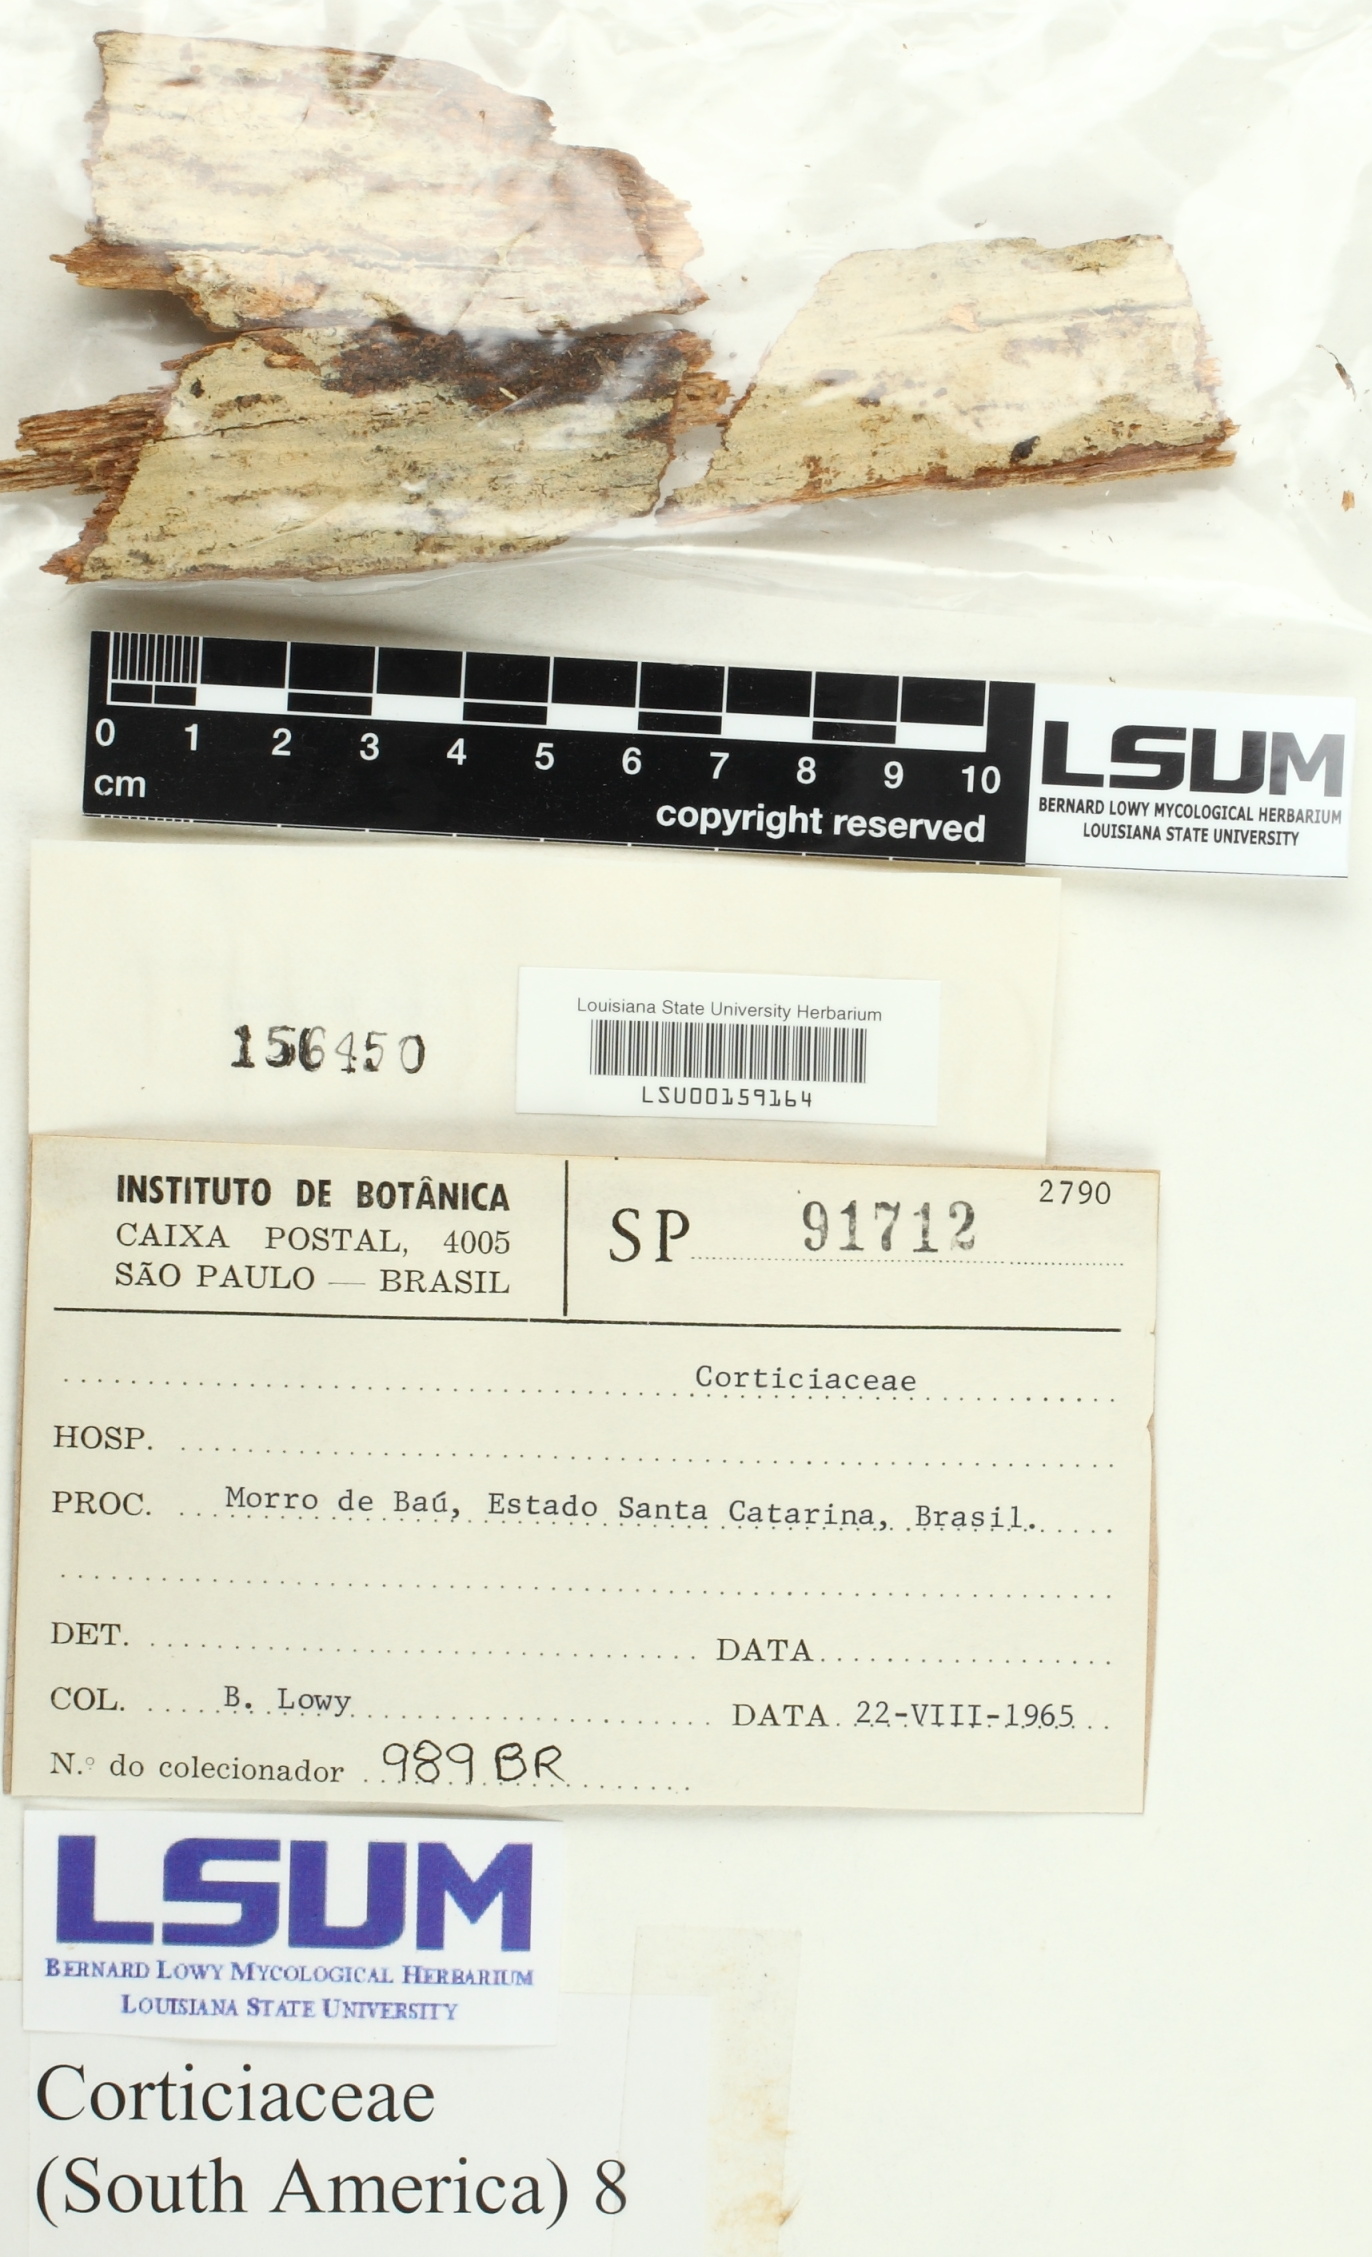 0 1 2 3 4 5 6 7 8 9 10
cm
copyright reserved
LSUM
BERNARD LOWY MYCOLOGICAL HERBARIUM
LOUISIANA STATE UNIVERSITY
Louisiana State University Herbarium
156450
LSU00159164
INSTITUTO DE BOTÂNICA
CAIXA POSTAL, 4005
SÃO PAULO — BRASIL
SP 91712
2790
Corticiaceae
HOSP.
PROC. Morro de Baú, Estado Santa Catarina, Brasil.
DET. DATA
COL. B. Lowy DATA 22-VIII-1965
N.º do colecionador 989 BR
LSUM
BERNARD LOWY MYCOLOGICAL HERBARIUM
LOUISIANA STATE UNIVERSITY
Corticiaceae
(South America) 8